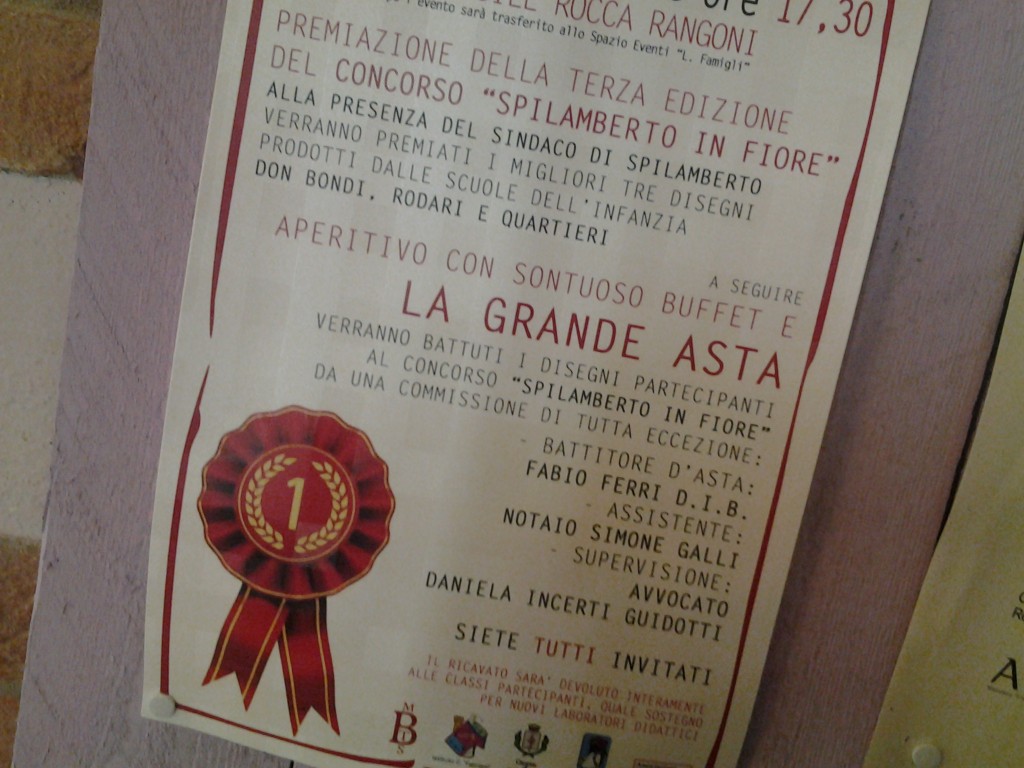 ore 17,30
ROCCA RANGONI
evento sarà trasferito allo Spazio Eventi "L. Famigli"
PREMIAZIONE DELLA TERZA EDIZIONE
DEL CONCORSO “SPILAMBERTO IN FIORE”
ALLA PRESENZA DEL SINDACO DI SPILAMBERTO
VERRANNO PREMIATI I MIGLIORI TRE DISEGNI
PRODOTTI DALLE SCUOLE DELL'INFANZIA
DON BONDI, RODARI E QUARTIERI
A SEGUIRE
APERITIVO CON SONTUOSO BUFFET E
LA GRANDE ASTA
VERRANNO BATTUTI I DISEGNI PARTECIPANTI
AL CONCORSO “SPILAMBERTO IN FIORE”
DA UNA COMMISSIONE DI TUTTA ECCEZIONE:
- BATTITORE D'ASTA:
FABIO FERRI D.I.B.
- ASSISTENTE:
NOTAIO SIMONE GALLI
- SUPERVISIONE:
AVVOCATO
DANIELA INCERTI GUIDOTTI
SIETE TUTTI INVITATI
IL RICAVATO SARA' DEVOLUTO INTERAMENTE
ALLE CLASSI PARTECIPANTI, QUALE SOSTEGNO
PER NUOVI LABORATORI DIDATTICI
1